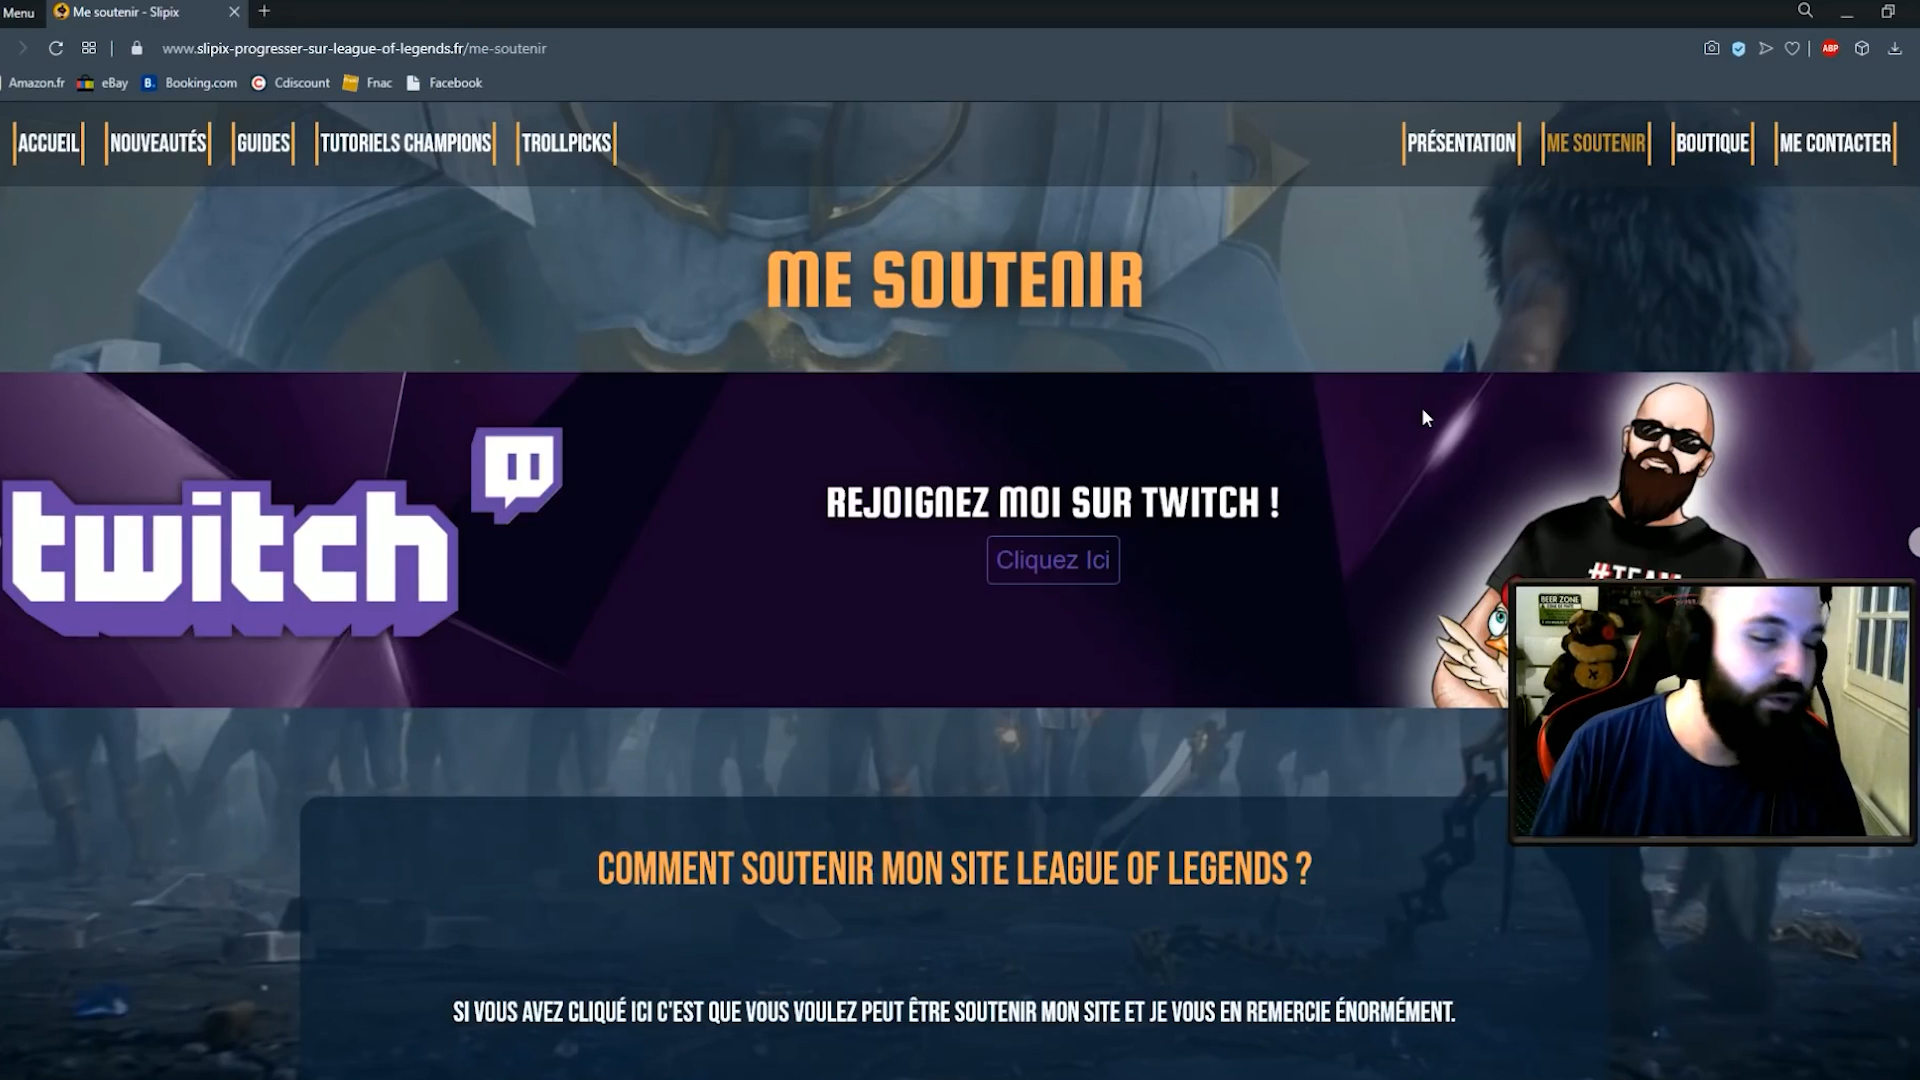 Menu
Me soutenir - Slipix
www.slipix-progresser-sur-league-of-legends.fr/me-soutenir
ABP
Amazon.fr
eBay
B.
Booking.com
Cdiscount
Fnac
Facebook
ACCUEIL
NOUVEAUTÉS
GUIDES
TUTORIELS CHAMPIONS
TROLLPICKS
PRÉSENTATION
ME SOUTENIR
BOUTIQUE
ME CONTACTER
ME SOUTENIR
twitch
REJOIGNEZ MOI SUR TWITCH !
Cliquez Ici
#TEAM
BEER ZONE
COMMENT SOUTENIR MON SITE LEAGUE OF LEGENDS ?
SI VOUS AVEZ CLIQUÉ ICI C'EST QUE VOUS VOULEZ PEUT ÊTRE SOUTENIR MON SITE ET JE VOUS EN REMERCIE ÉNORMÉMENT.